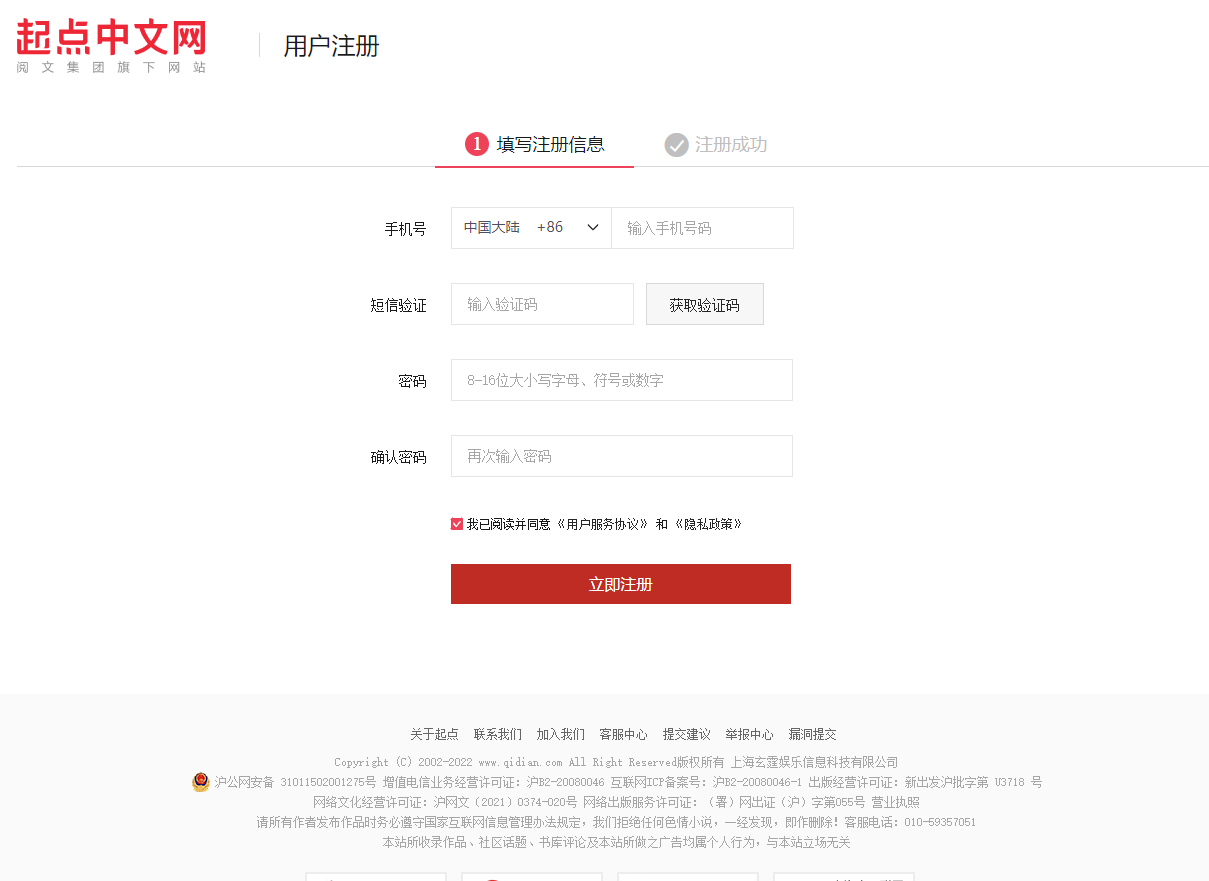 起点中文网
阅文集团旗下网站
用户注册
1 填写注册信息
注册成功
手机号 中国大陆 +86 输入手机号码
短信验证 输入验证码 获取验证码
密码 8-16位大小写字母、符号或数字
确认密码 再次输入密码
我已阅读并同意《用户服务协议》和《隐私政策》
立即注册
关于起点 联系我们 加入我们 客服中心 提交建议 举报中心 漏洞提交
Copyright (C) 2002-2022 www.qidian.com All Right Reserved版权所有 上海玄霆娱乐信息科技有限公司
沪公网安备 31011502001275号 增值电信业务经营许可证：沪B2-20080046 互联网ICP备案号：沪B2-20080046-1 出版经营许可证：新出发沪批字第 U3718 号
网络文化经营许可证：沪网文（2021）0374-020号 网络出版服务许可证：（署）网出证（沪）字第055号 营业执照
请所有作者发布作品时务必遵守国家互联网信息管理办法规定，我们拒绝任何色情小说，一经发现，即作删除！客服电话：010-59357051
本站所收录作品、社区话题、书库评论及本站所做之广告均属个人行为，与本站立场无关